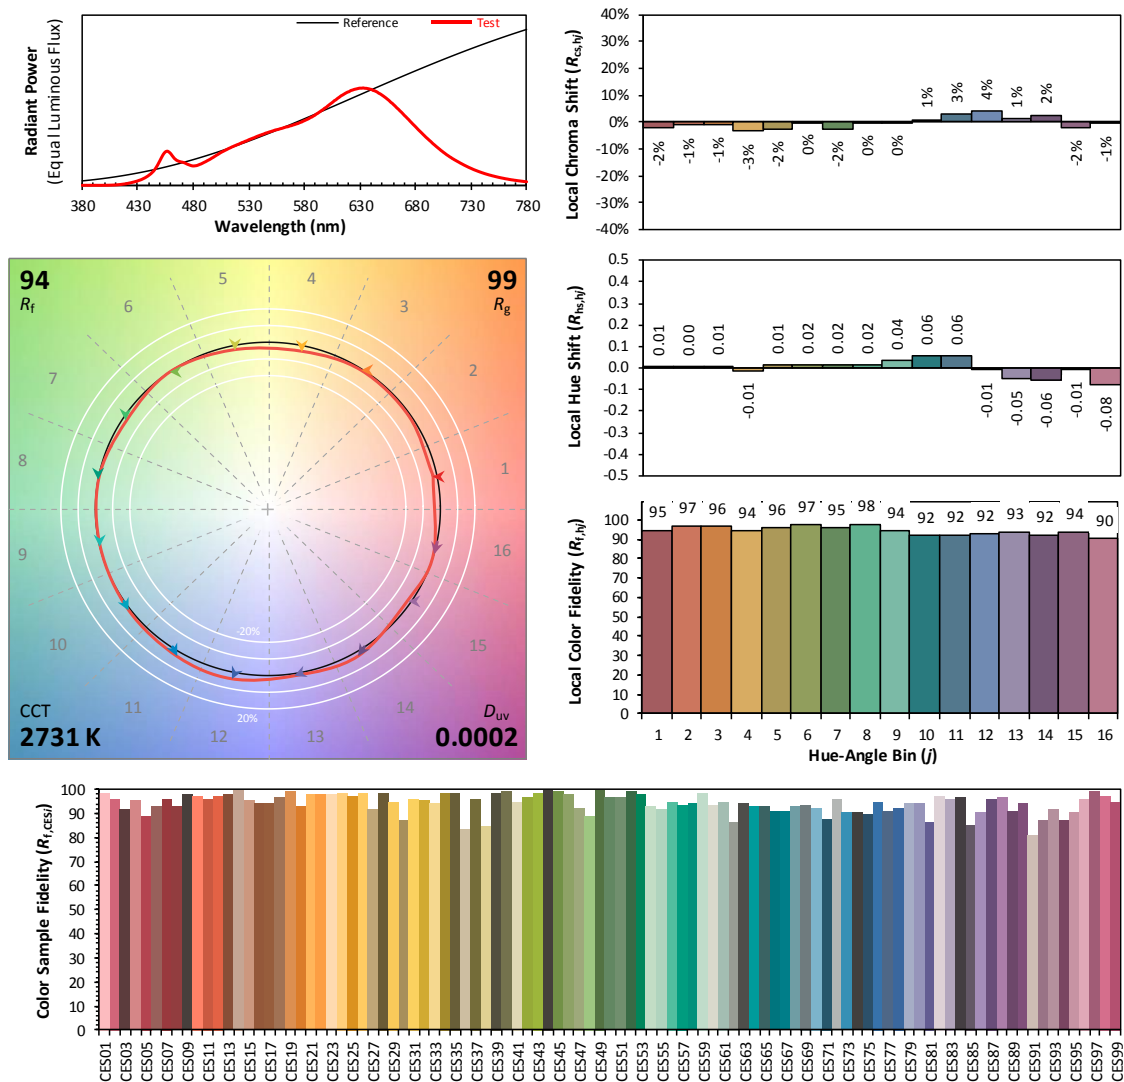 Reference
Test
Radiant Power
(Equal Luminous Flux)
380 430 480 530 580 630 680 730 780
Wavelength (nm)
Local Chroma Shift (Rcs,hj)
40%
30%
20%
10%
0%
-10%
-20%
-30%
-40%
-2% -1% -1% -3% -2% 0% -2% 0% 0% 1% 3% 4% 1% 2% -2% -1%
94
Rf
99
Rg
5 4
6 3
7 2
8 1
9 16
10 15
11 14
12 13
-20%
20%
CCT
2731 K
Duv
0.0002
Local Hue Shift (Rhs,hj)
0.5
0.4
0.3
0.2
0.1
0.0
-0.1
-0.2
-0.3
-0.4
-0.5
0.01 0.00 0.01 -0.01 0.01 0.02 0.02 0.02 0.04 0.06 0.06 -0.01 -0.05 -0.06 -0.01 -0.08
Local Color Fidelity (Rf,hj)
100
90
80
70
60
50
40
30
20
10
0
95 97 96 94 96 97 95 98 94 92 92 92 93 92 94 90
1 2 3 4 5 6 7 8 9 10 11 12 13 14 15 16
Hue-Angle Bin (j)
Color Sample Fidelity (Rf,CESi)
100
90
80
70
60
50
40
30
20
10
0
CES01 CES03 CES05 CES07 CES09 CES11 CES13 CES15 CES17 CES19 CES21 CES23 CES25 CES27 CES29 CES31 CES33 CES35 CES37 CES39 CES41 CES43 CES45 CES47 CES49 CES51 CES53 CES55 CES57 CES59 CES61 CES63 CES65 CES67 CES69 CES71 CES73 CES75 CES77 CES79 CES81 CES83 CES85 CES87 CES89 CES91 CES93 CES95 CES97 CES99